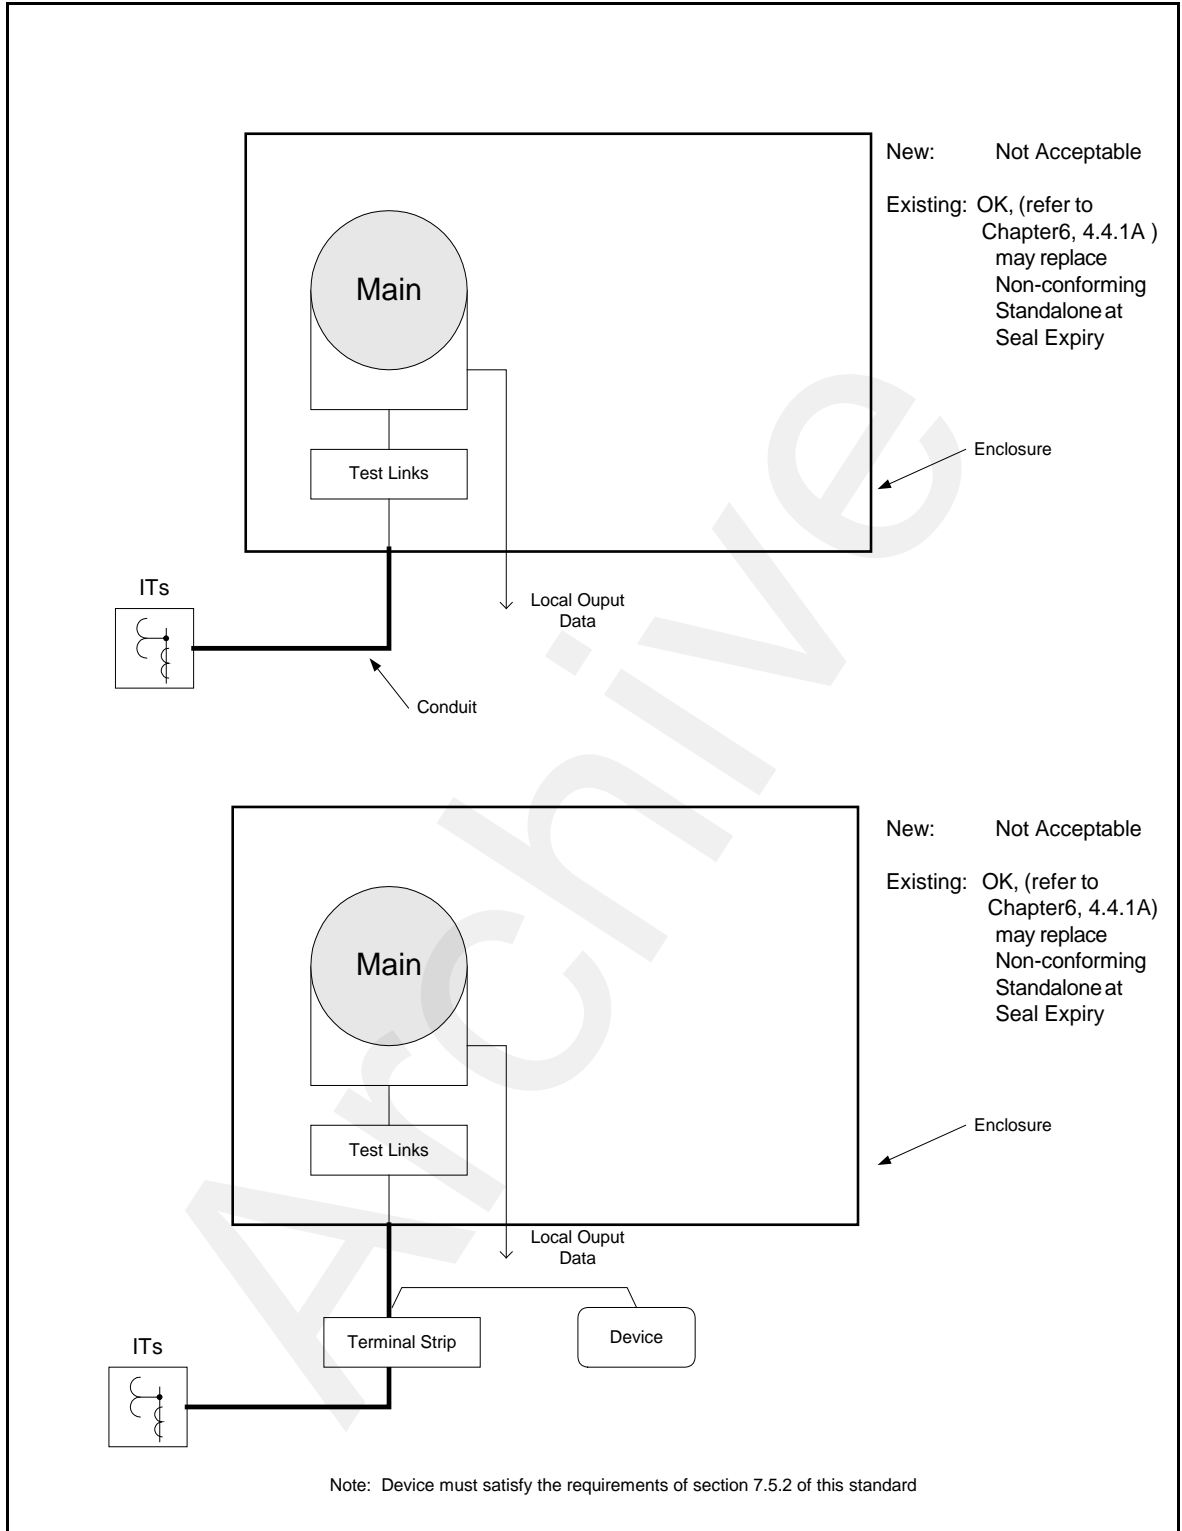 New: Not Acceptable
Existing: OK, (refer to
Chapter6, 4.4.1A )
may replace
Non-conforming
Standalone at
Seal Expiry
Main
Enclosure
Test Links
ITs
Local Ouput
Data
Conduit
New: Not Acceptable
Existing: OK, (refer to
Chapter6, 4.4.1A)
may replace
Non-conforming
Standalone at
Seal Expiry
Main
Enclosure
Test Links
Local Ouput
Data
Terminal Strip
Device
ITs
Note: Device must satisfy the requirements of section 7.5.2 of this standard
Archive